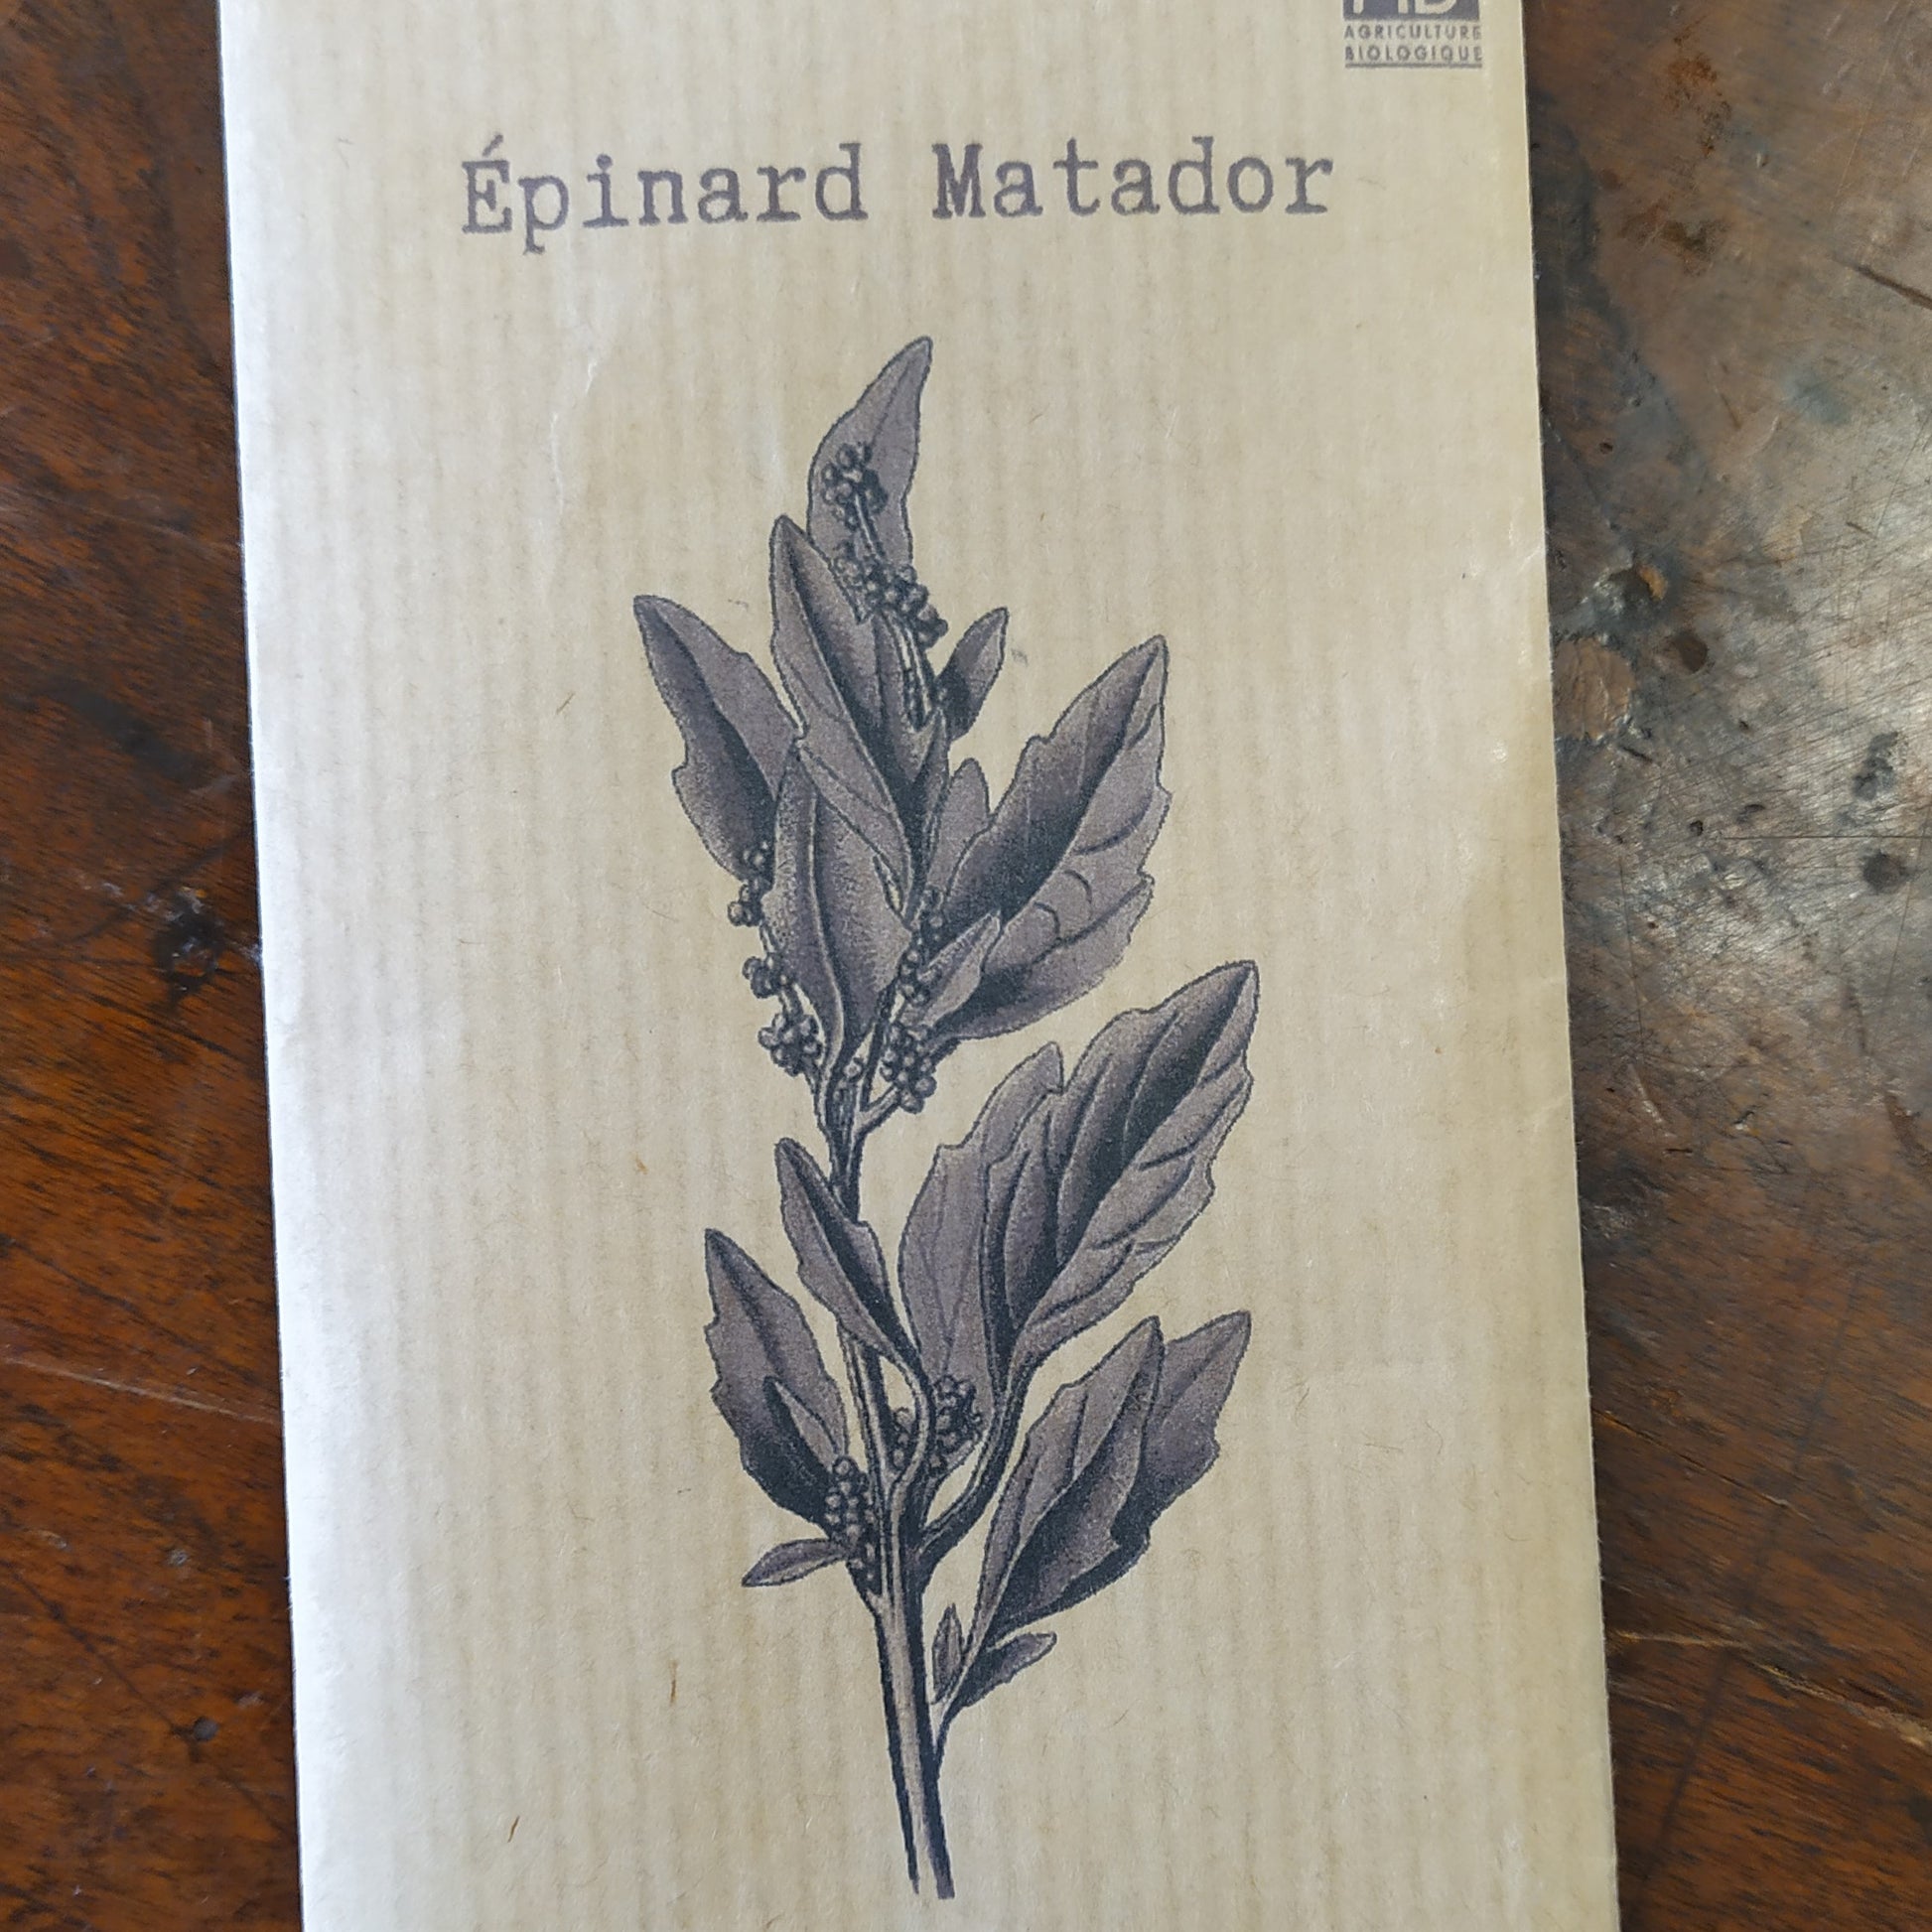 AGRICULTURE
BIOLOGIQUE
Épinard Matador